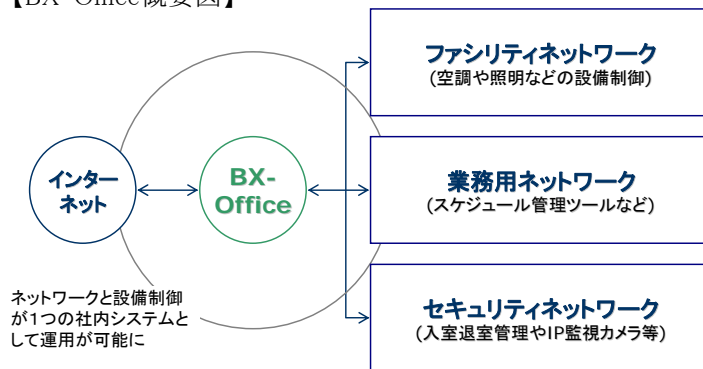 【BX-Office概要図】
ファシリティネットワーク
(空調や照明などの設備制御)
インター
ネット
BX-
Office
業務用ネットワーク
(スケジュール管理ツールなど)
ネットワークと設備制御
が1つの社内システムと
して運用が可能に
セキュリティネットワーク
(入室退室管理やIP監視カメラ等)